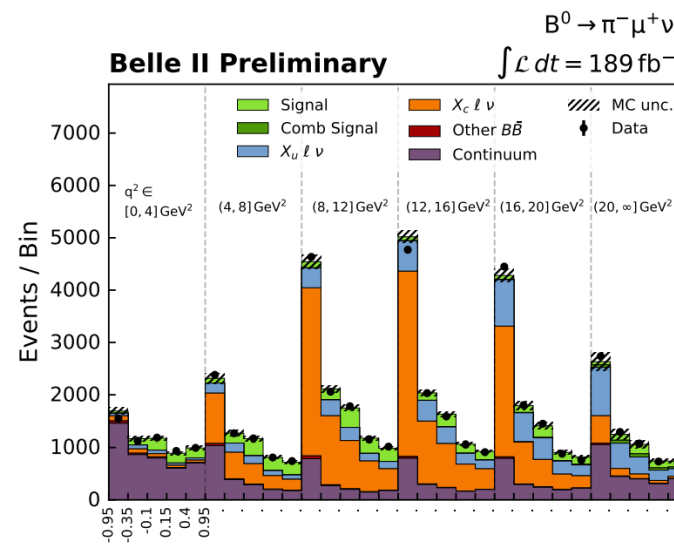 B⁰ → π⁻μ⁺ν
Belle II Preliminary
∫ℒ dt = 189 fb⁻
Signal
Comb Signal
X_u ℓ ν
X_c ℓ ν
Other BB̄
Continuum
MC unc.
Data
q² ∈
[0, 4] GeV²
(4, 8] GeV²
(8, 12] GeV²
(12, 16] GeV²
(16, 20] GeV²
(20, ∞] GeV²
Events / Bin
7000
6000
5000
4000
3000
2000
1000
0
-0.95
-0.35
-0.1
0.15
0.4
0.95